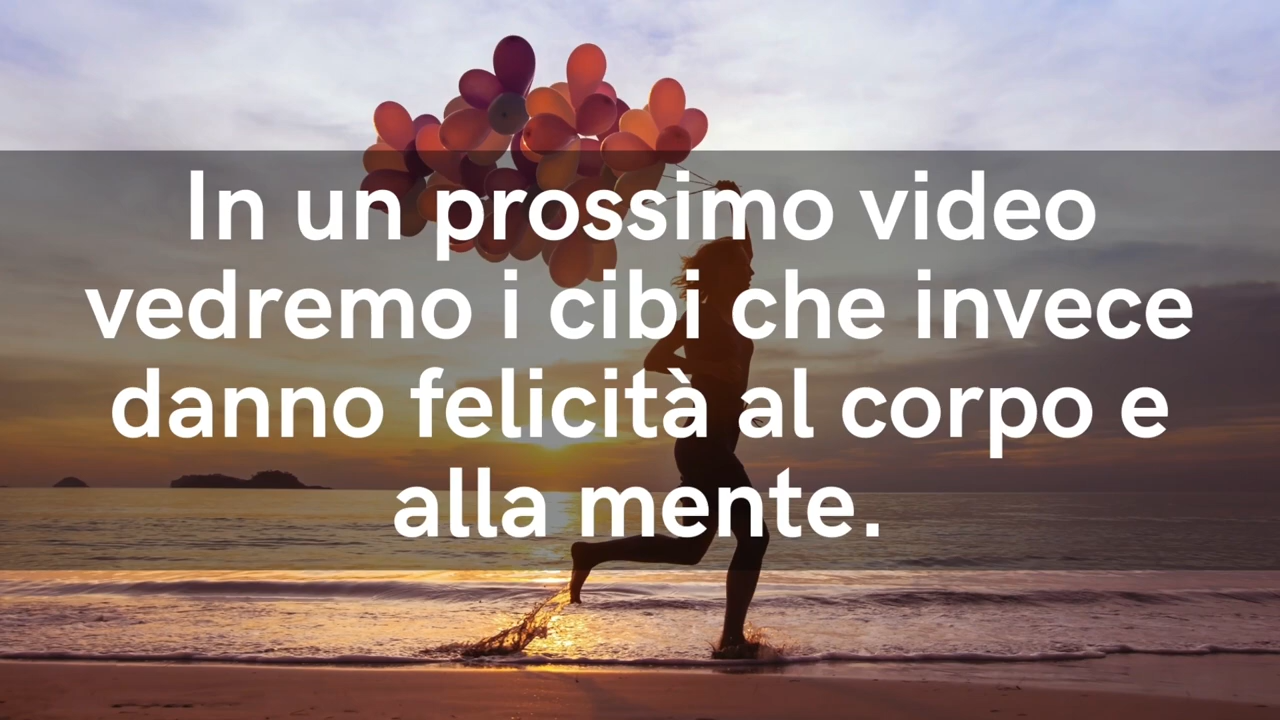 In un prossimo video
vedremo i cibi che invece
danno felicità al corpo e
alla mente.